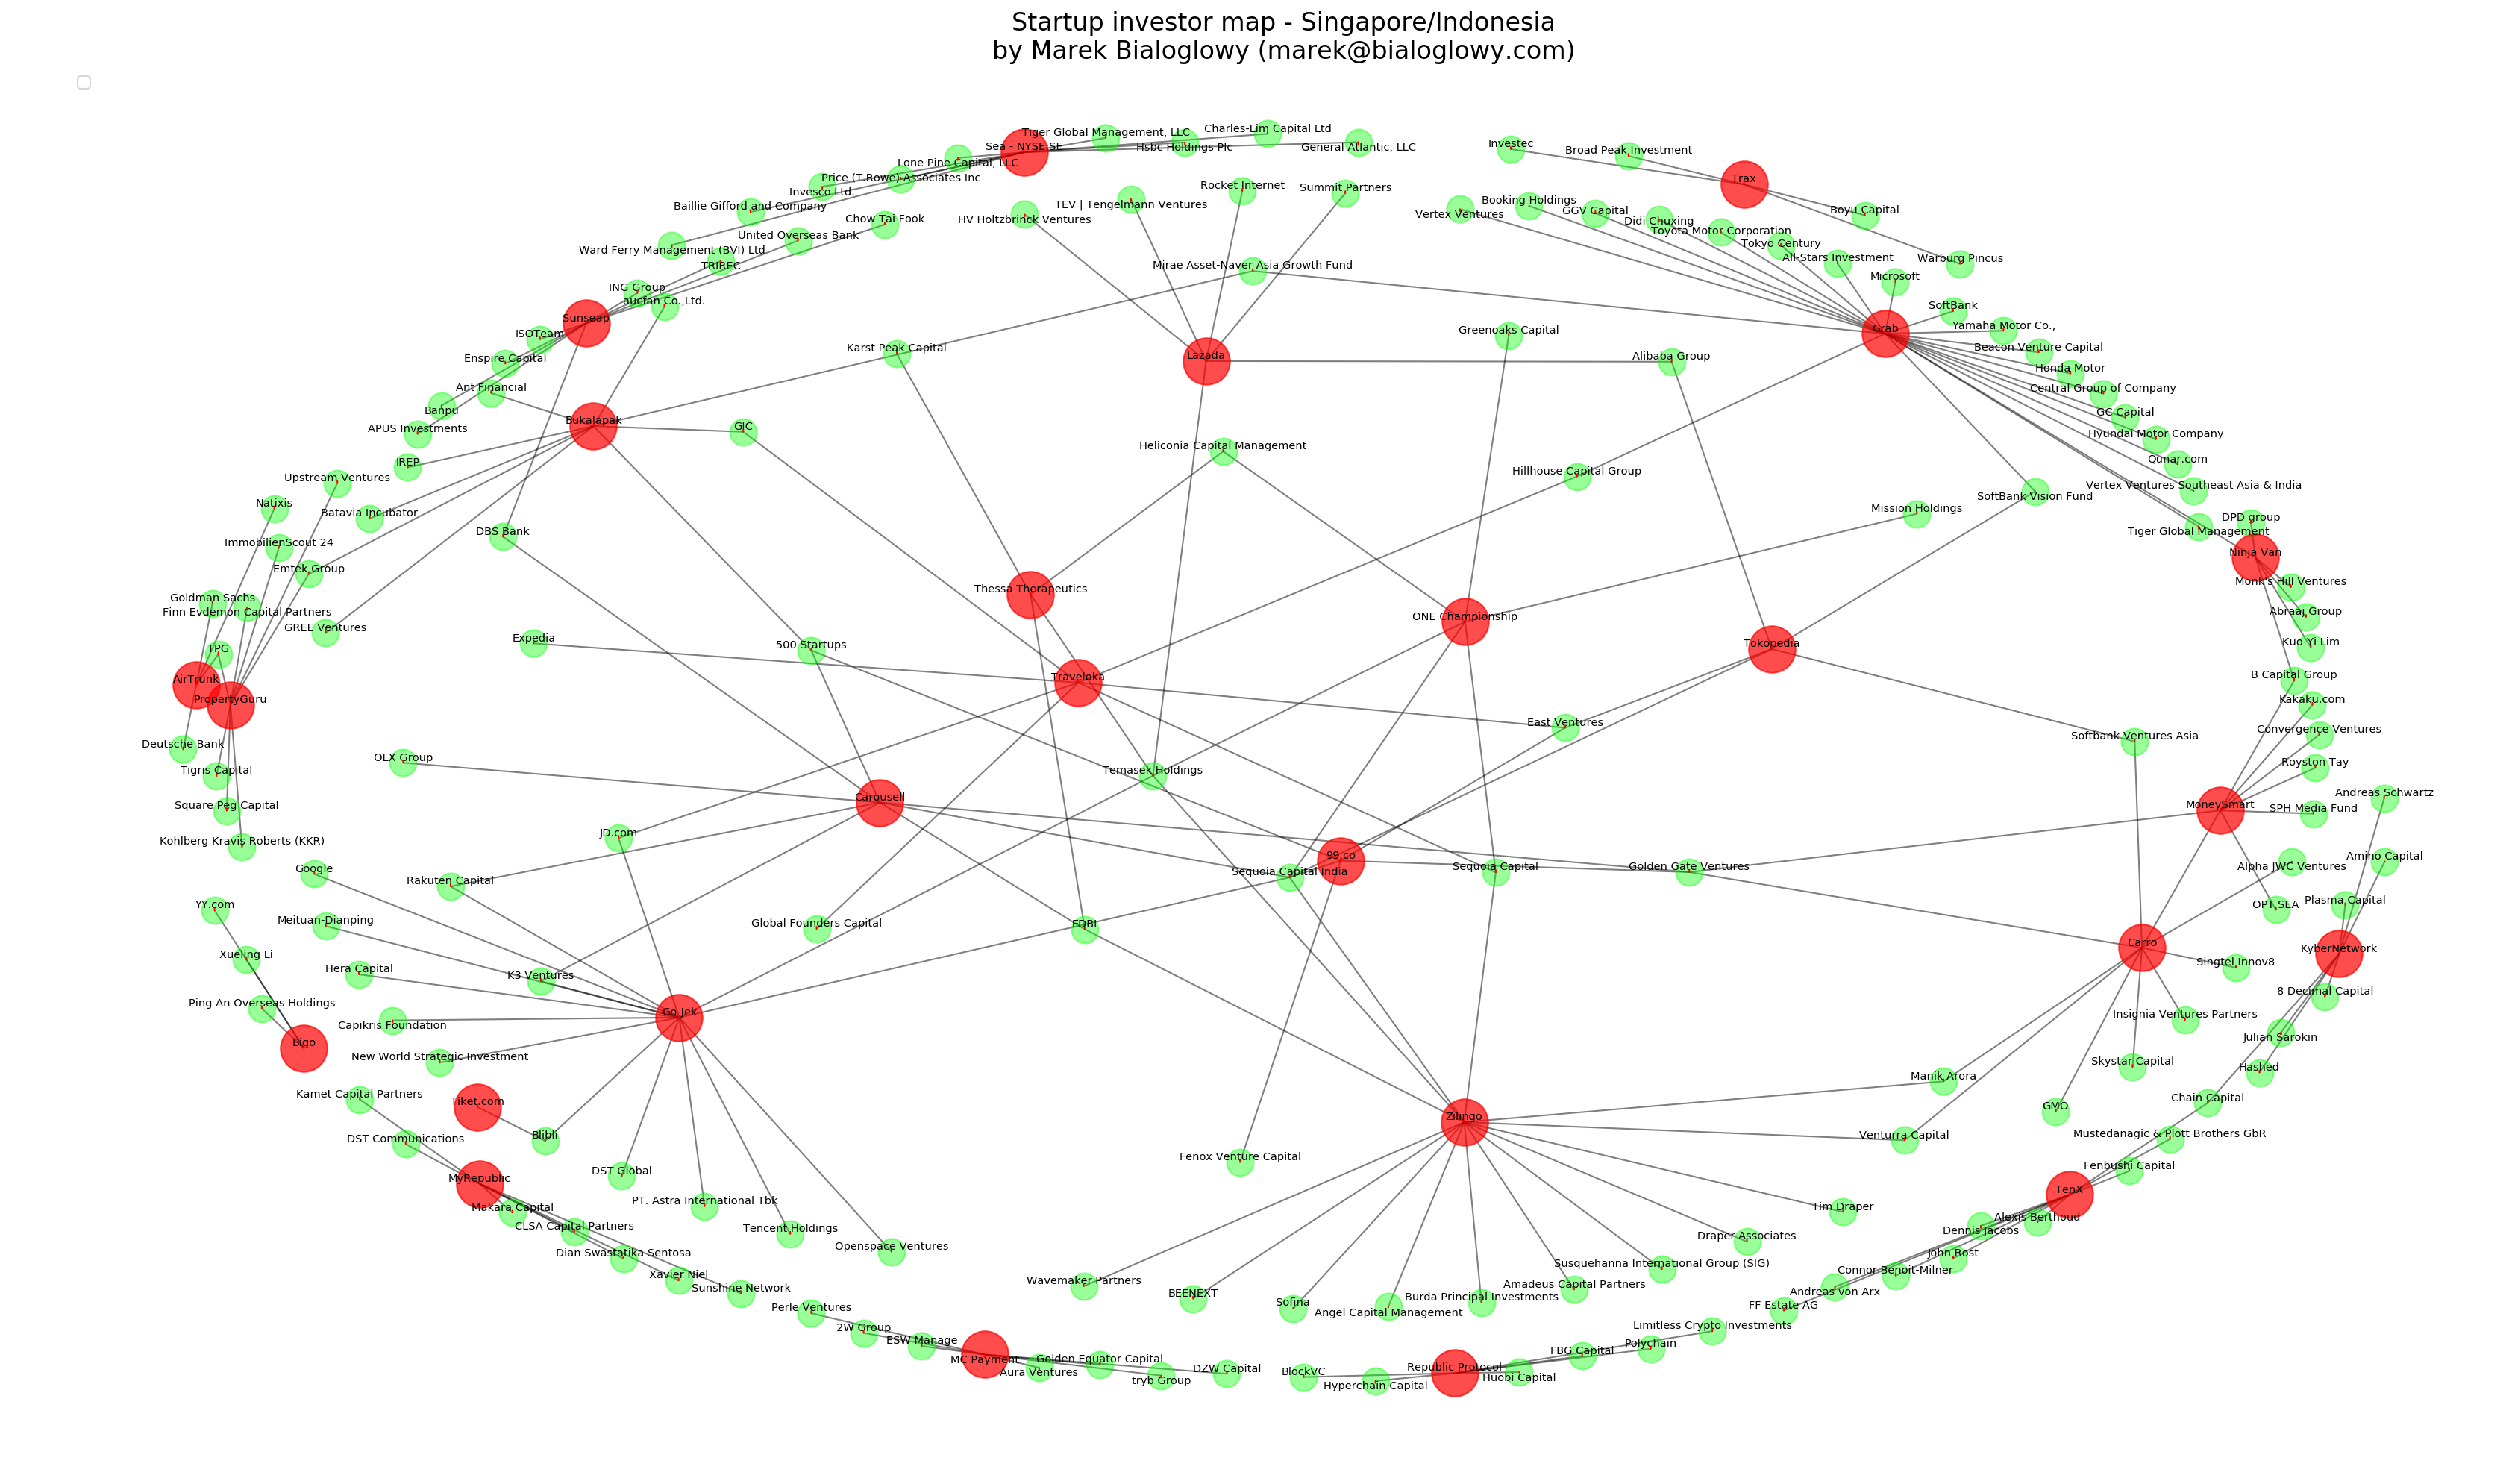 Startup investor map - Singapore/Indonesia
by Marek Bialoglowy (marek@bialoglowy.com)
Charles-Lim Capital Ltd
Tiger Global Management, LLC
Sea - NYSE:SE
Hsbc Holdings Plc
General Atlantic, LLC
Investec
Broad Peak Investment
Lone Pine Capital, LLC
Price (T.Rowe) Associates Inc
Trax
Invesco Ltd.
Rocket Internet
Summit Partners
Baillie Gifford and Company
TEV | Tengelmann Ventures
Booking Holdings
GGV Capital
Vertex Ventures
Boyu Capital
Chow Tai Fook
HV Holtzbrinck Ventures
Didi Chuxing
Toyota Motor Corporation
United Overseas Bank
Tokyo Century
Ward Ferry Management (BVI) Ltd
All-Stars Investment
Warburg Pincus
TRIREC
Mirae Asset-Naver Asia Growth Fund
Microsoft
ING Group
aucfan Co.,Ltd.
SoftBank
Sunseap
Yamaha Motor Co.,
Grab
Greenoaks Capital
ISOTeam
Karst Peak Capital
Beacon Venture Capital
Enspire Capital
Lazada
Alibaba Group
Honda Motor
Ant Financial
Central Group of Company
Banpu
GC Capital
Bukalapak
APUS Investments
GIC
Hyundai Motor Company
Heliconia Capital Management
IREP
Qunar.com
Hillhouse Capital Group
Upstream Ventures
Vertex Ventures Southeast Asia & India
SoftBank Vision Fund
Natixis
Batavia Incubator
Mission Holdings
DPD group
DBS Bank
Tiger Global Management
ImmobilienScout 24
Ninja Van
Emtek Group
Monk's Hill Ventures
Thessa Therapeutics
Goldman Sachs
Finn Evdemon Capital Partners
Abraaj Group
ONE Championship
GREE Ventures
Expedia
500 Startups
Tokopedia
Kuo-Yi Lim
TPG
AirTrunk
Traveloka
B Capital Group
PropertyGuru
Kakaku.com
East Ventures
Convergence Ventures
Deutsche Bank
Softbank Ventures Asia
OLX Group
Royston Tay
Tigris Capital
Temasek Holdings
Andreas Schwartz
Carousell
Square Peg Capital
MoneySmart
SPH Media Fund
JD.com
Kohlberg Kravis Roberts (KKR)
99.co
Amino Capital
Google
Rakuten Capital
Sequoia Capital India
Sequoia Capital
Golden Gate Ventures
Alpha JWC Ventures
YY.com
Plasma Capital
OPT SEA
Meituan-Dianping
Global Founders Capital
EDBI
Carro
KyberNetwork
Xueling Li
Singtel Innov8
Hera Capital
K3 Ventures
8 Decimal Capital
Ping An Overseas Holdings
Go-Jek
Insignia Ventures Partners
Capikris Foundation
Julian Sarokin
Bigo
New World Strategic Investment
Skystar Capital
Hashed
Manik Arora
Kamet Capital Partners
Chain Capital
Tiket.com
GMO
Zilingo
Blibli
DST Communications
Venturra Capital
Mustedanagic & Plott Brothers GbR
Fenox Venture Capital
Fenbushi Capital
DST Global
MyRepublic
TenX
PT. Astra International Tbk
Makara Capital
Tim Draper
Alexis Berthoud
CLSA Capital Partners
Tencent Holdings
Draper Associates
Dennis Jacobs
Openspace Ventures
Dian Swastatika Sentosa
John Rost
Susquehanna International Group (SIG)
Connor Benoit-Milner
Xavier Niel
Wavemaker Partners
Amadeus Capital Partners
Andreas von Arx
Sunshine Network
BEENEXT
Burda Principal Investments
Sofina
Angel Capital Management
FF Estate AG
Perle Ventures
Limitless Crypto Investments
2W Group
ESW Manage
Polychain
FBG Capital
MC Payment
Golden Equator Capital
Aura Ventures
tryb Group
DZW Capital
BlockVC
Republic Protocol
Hyperchain Capital
Huobi Capital